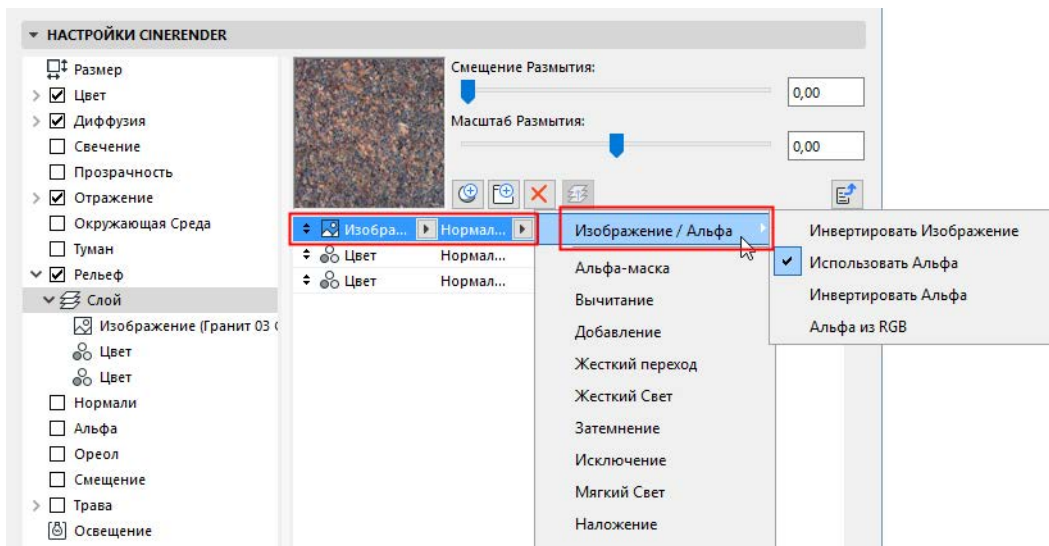 НАСТРОЙКИ CINERENDER
Размер
Цвет
Диффузия
Свечение
Прозрачность
Отражение
Окружающая Среда
Туман
Рельеф
Слой
Изображение (Гранит 03
Цвет
Цвет
Нормали
Альфа
Ореол
Смещение
Трава
Освещение
Смещение Размытия:
0,00
Масштаб Размытия:
0,00
Изобра... Нормал...
Цвет Нормал...
Цвет Нормал...
Изображение / Альфа
Альфа-маска
Вычитание
Добавление
Жесткий переход
Жесткий Свет
Затемнение
Исключение
Мягкий Свет
Наложение
Инвертировать Изображение
Использовать Альфа
Инвертировать Альфа
Альфа из RGB